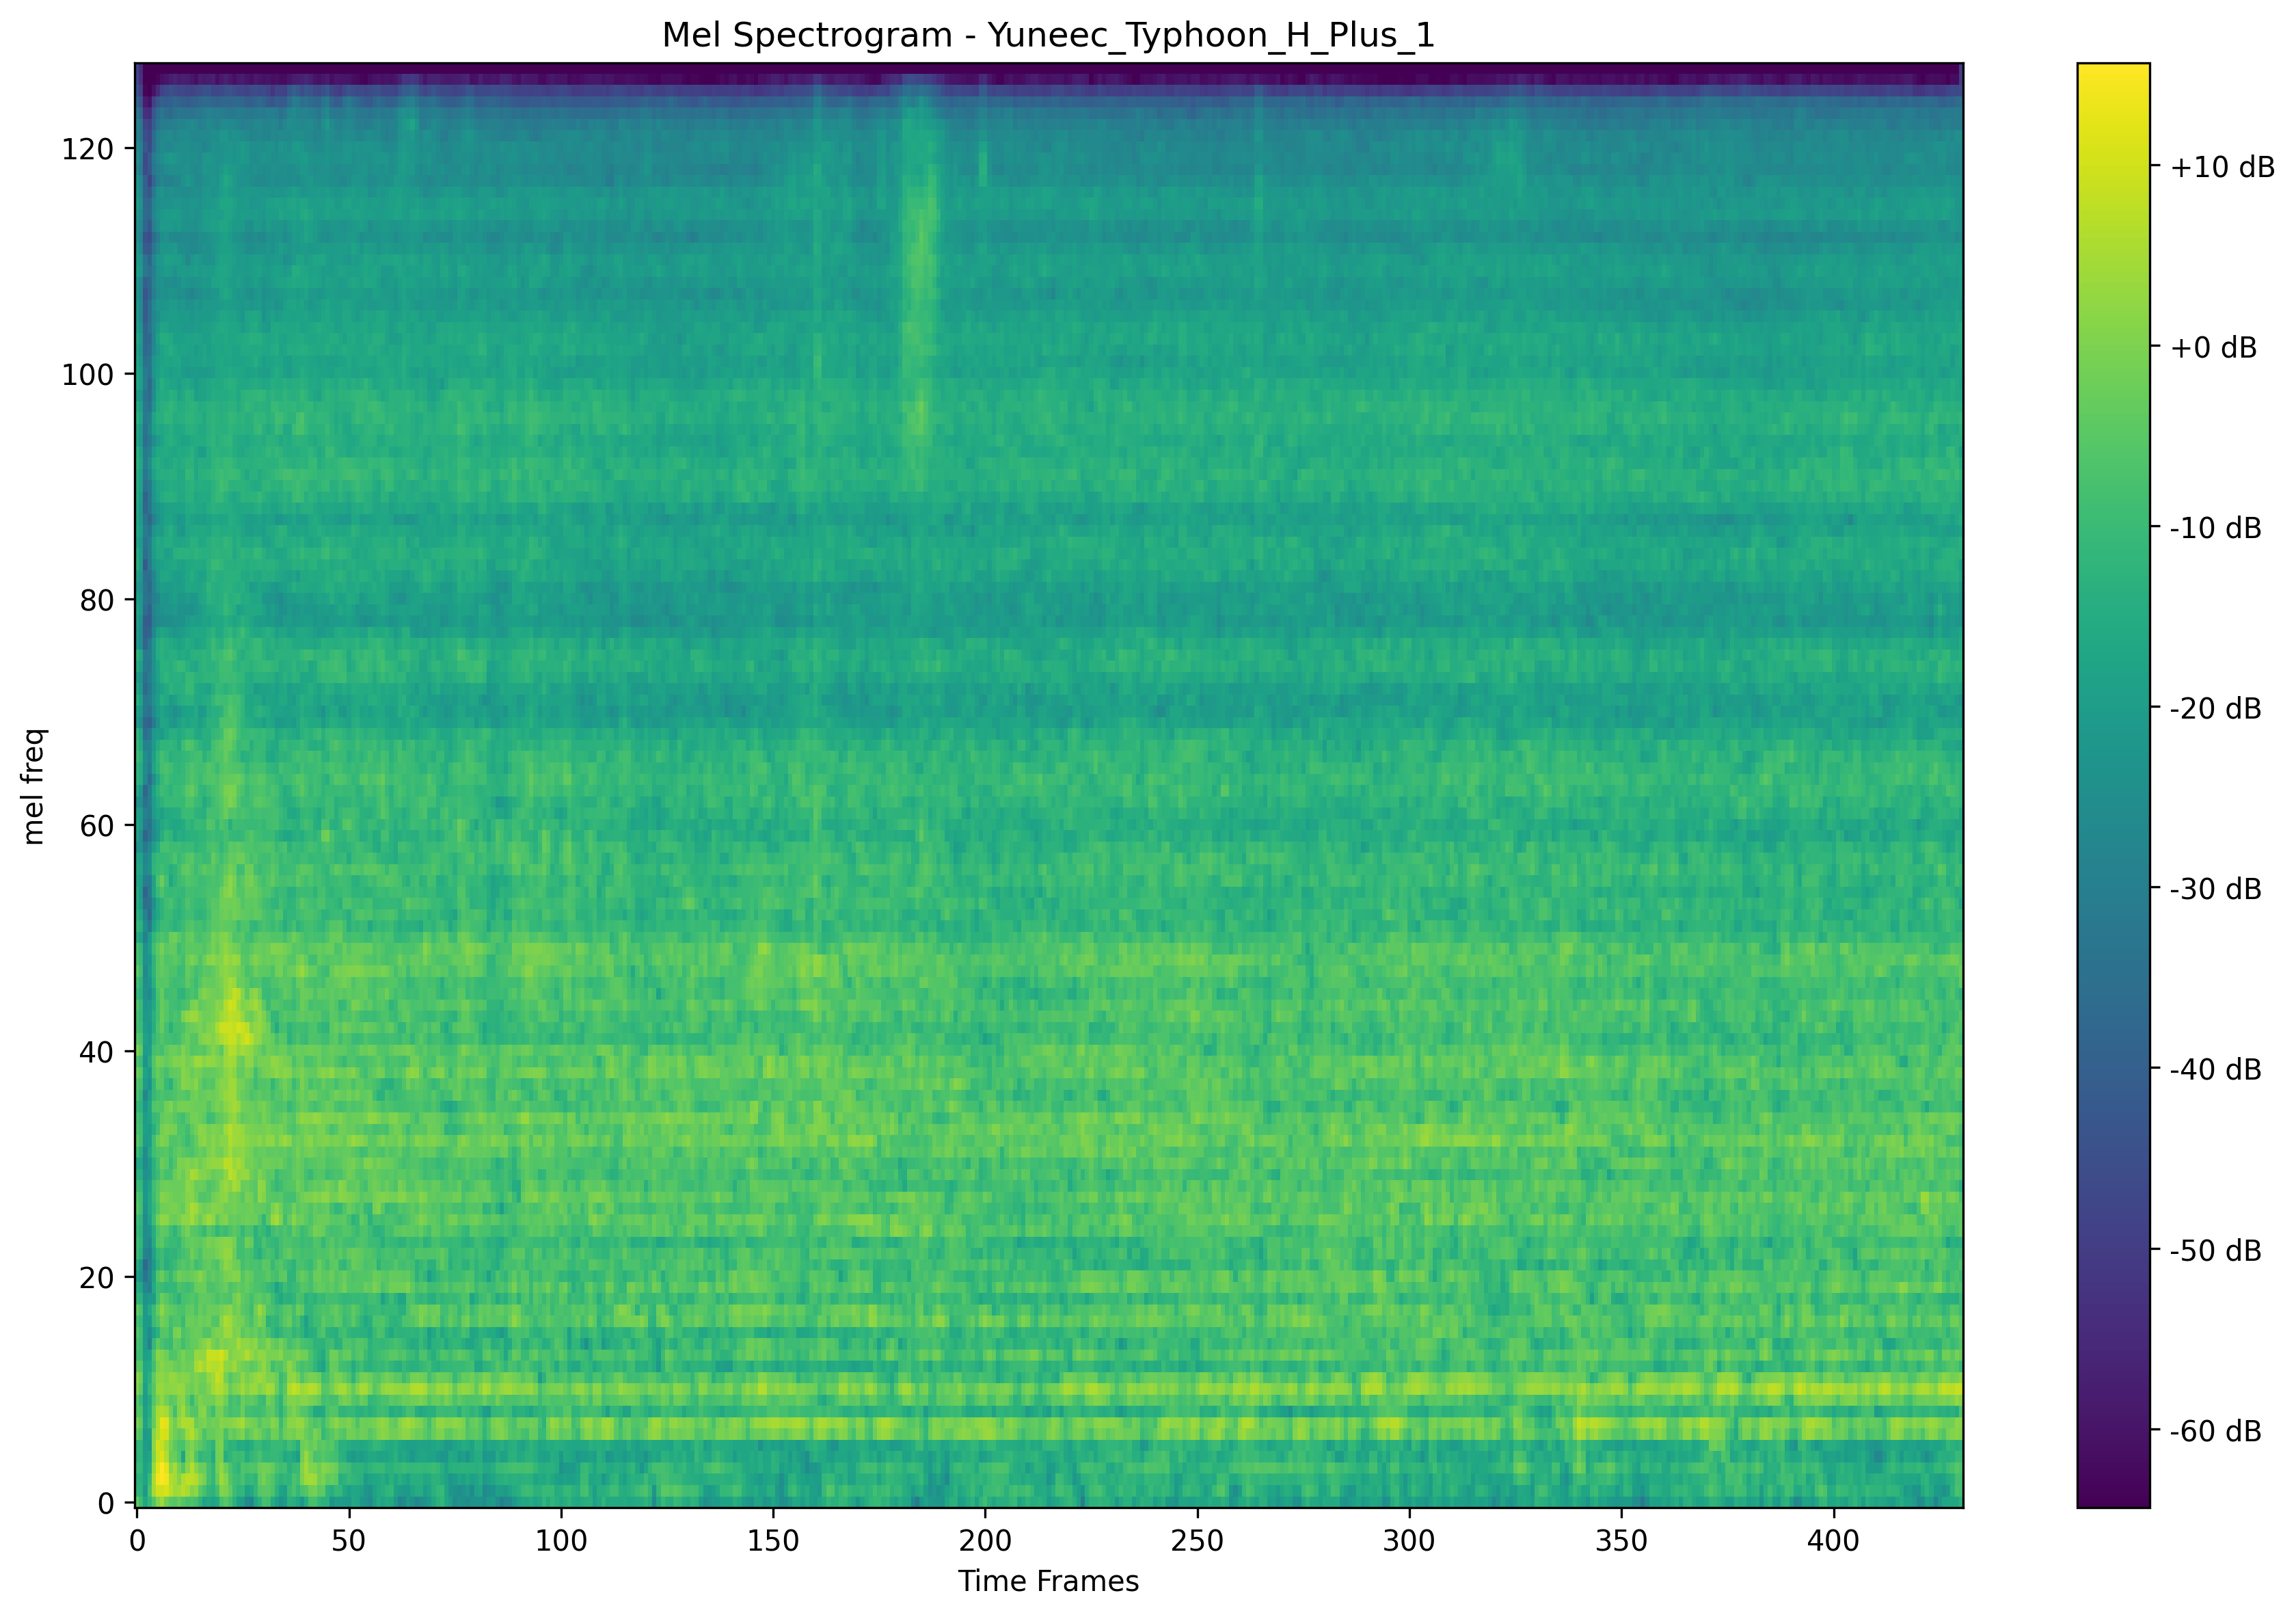 Mel Spectrogram - Yuneec_Typhoon_H_Plus_1
mel freq
120
100
80
60
40
20
0
0 50 100 150 200 250 300 350 400
Time Frames
+10 dB
+0 dB
-10 dB
-20 dB
-30 dB
-40 dB
-50 dB
-60 dB